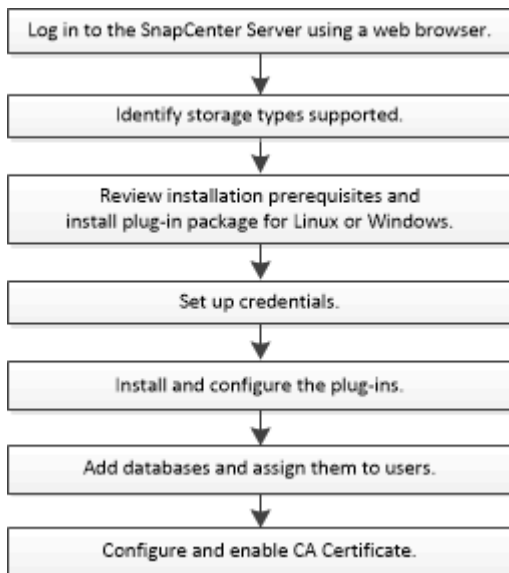 Log in to the SnapCenter Server using a web browser.
Identify storage types supported.
Review installation prerequisites and
install plug-in package for Linux or Windows.
Set up credentials.
Install and configure the plug-ins.
Add databases and assign them to users.
Configure and enable CA Certificate.